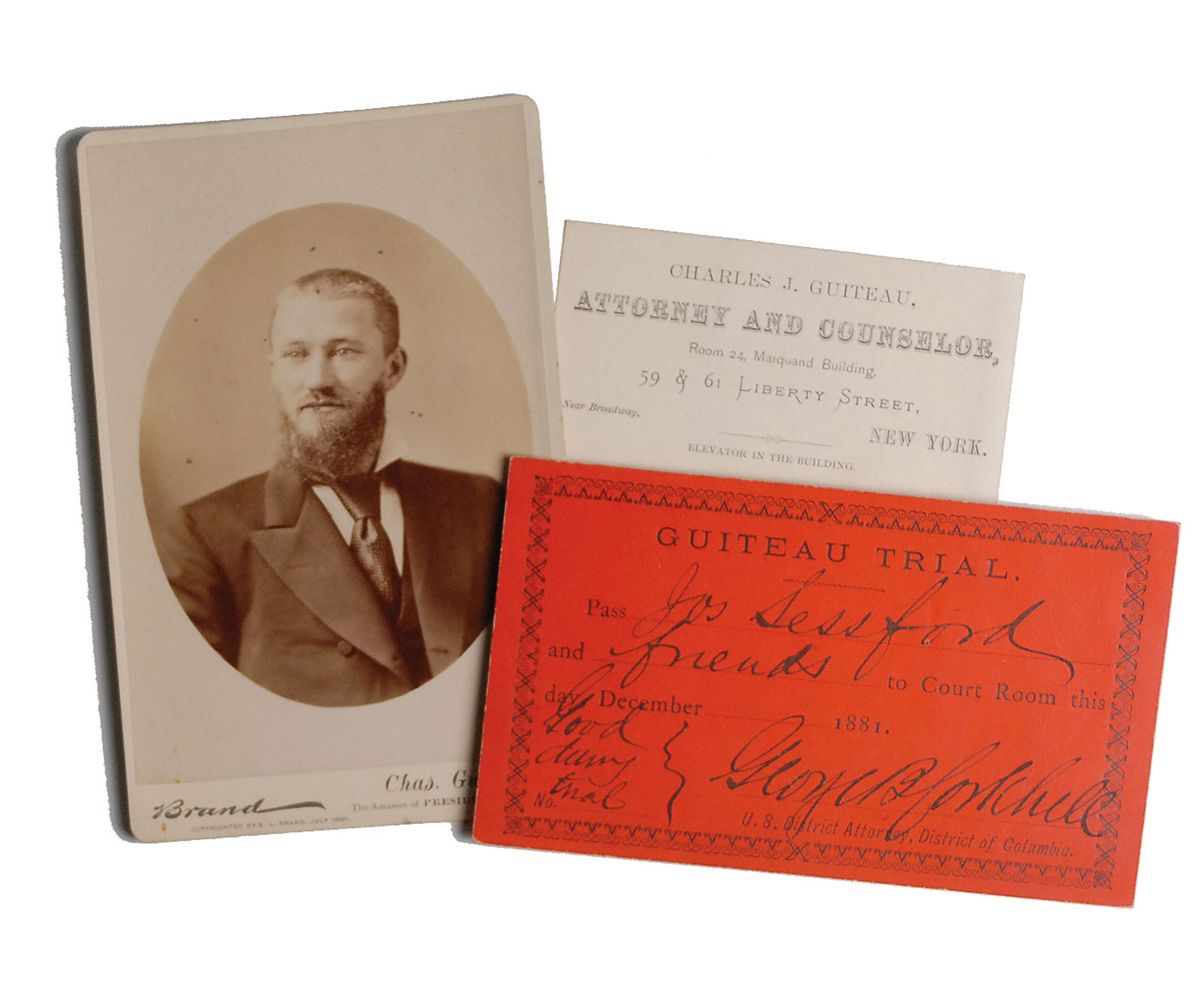 Brand
COPYRIGHTED BY E. L. BRAND, JULY 1881.
Chas. G
The Assassin of PRESID
CHARLES J. GUITEAU,
ATTORNEY AND COUNSELOR,
Room 24, Marquand Building,
59 & 61 LIBERTY STREET,
Near Broadway,
NEW YORK.
ELEVATOR IN THE BUILDING.
GUITEAU TRIAL.
Pass Jos Sessford
and friends to Court Room this
day, December 1881.
Good
during
trial
No.
George B Corkhill
U. S. District Attorney, District of Columbia.